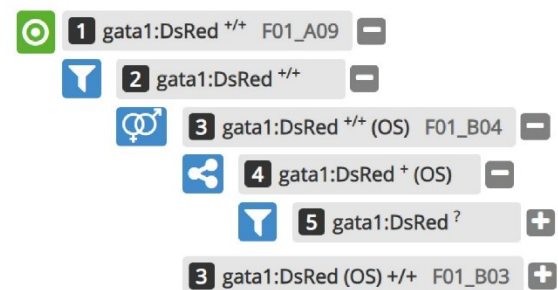 1 gata1:DsRed +/+ F01_A09
2 gata1:DsRed +/+
3 gata1:DsRed +/+ (OS) F01_B04
4 gata1:DsRed + (OS)
5 gata1:DsRed ?
3 gata1:DsRed (OS) +/+ F01_B03